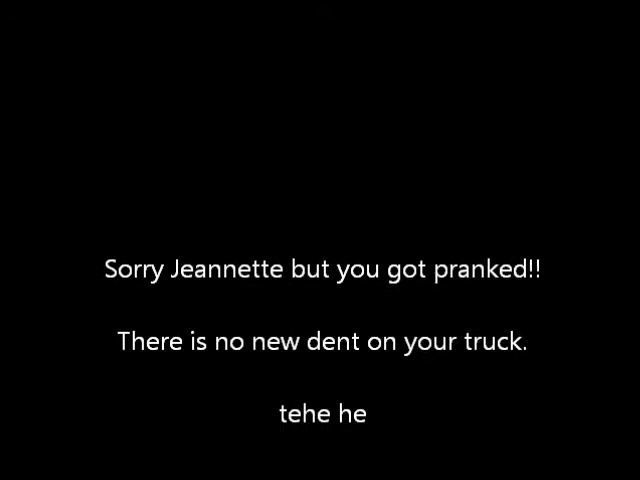 Sorry Jeannette but you got pranked!!
There is no new dent on your truck.
tehe he